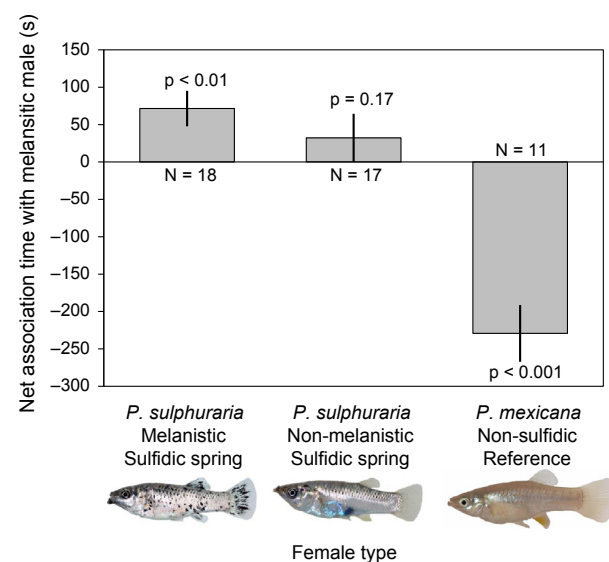 Net association time with melansitic male (s)
150
100
50
0
–50
–100
–150
–200
–250
–300
p < 0.01
N = 18
p = 0.17
N = 17
N = 11
p < 0.001
P. sulphuraria
Melanistic
Sulfidic spring
P. sulphuraria
Non-melanistic
Sulfidic spring
P. mexicana
Non-sulfidic
Reference
Female type